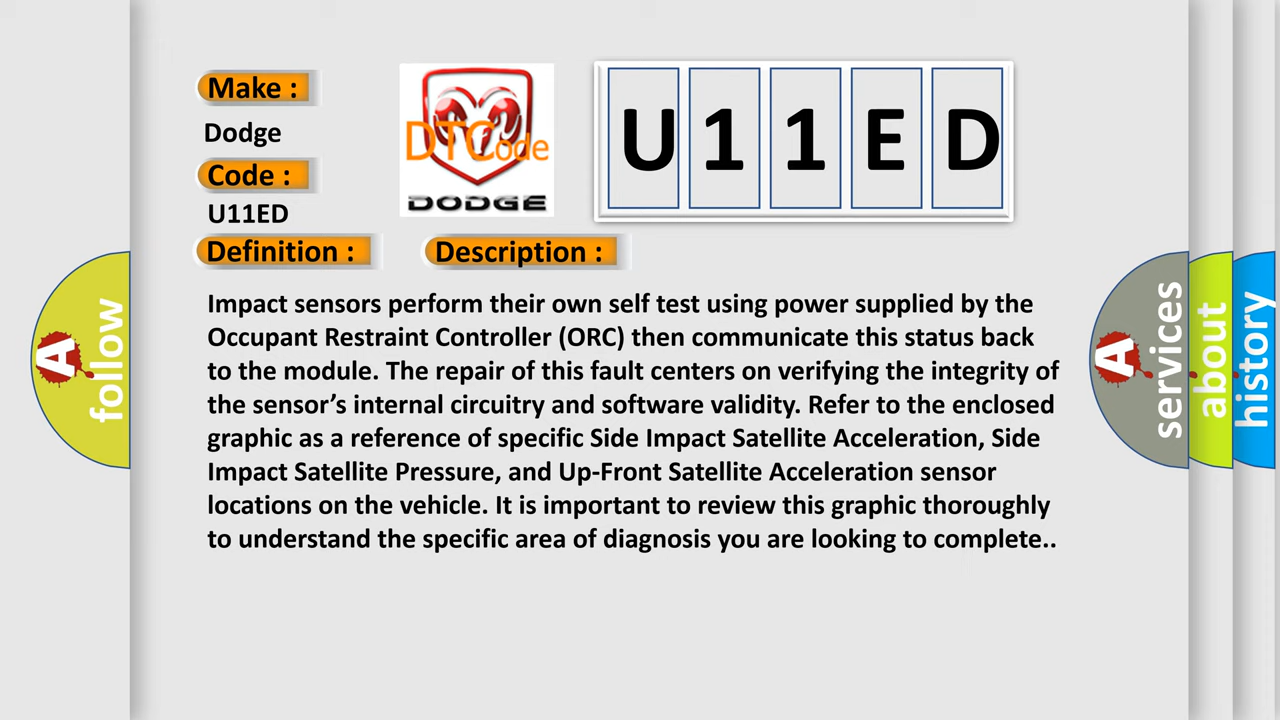 Make :
Dodge
Code :
U11ED
Definition :
Description :
DTCode
DODGE
U11ED
Impact sensors perform their own self test using power supplied by the
Occupant Restraint Controller (ORC) then communicate this status back
to the module. The repair of this fault centers on verifying the integrity of
the sensor’s internal circuitry and software validity. Refer to the enclosed
graphic as a reference of specific Side Impact Satellite Acceleration, Side
Impact Satellite Pressure, and Up-Front Satellite Acceleration sensor
locations on the vehicle. It is important to review this graphic thoroughly
to understand the specific area of diagnosis you are looking to complete..
A
follow
A
services
about
history